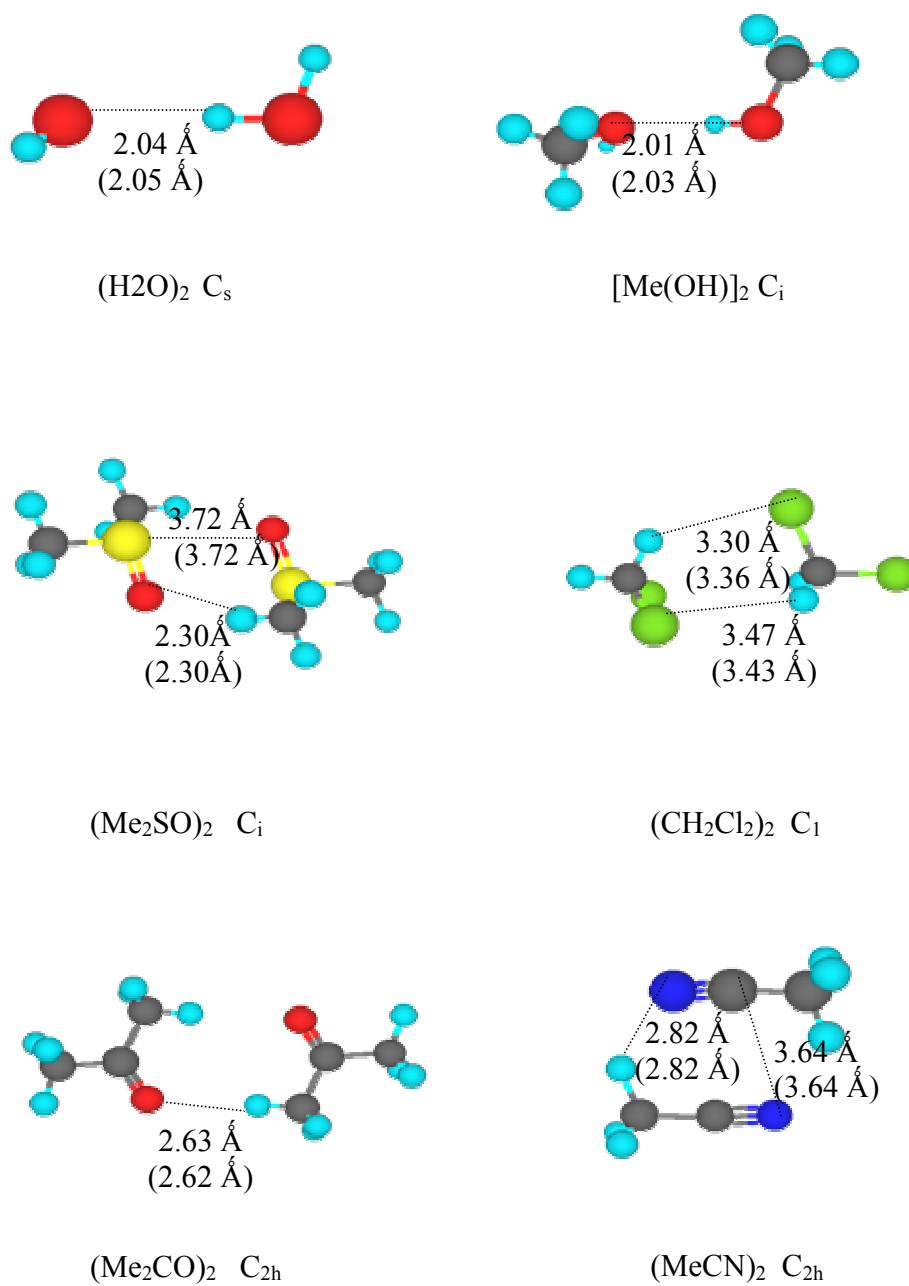 2.04 Å
(2.05 Å)
2.01 Å
(2.03 Å)
(H2O)₂ Cₛ
[Me(OH)]₂ Cᵢ
3.72 Å
(3.72 Å)
2.30Å
(2.30Å)
3.30 Å
(3.36 Å)
3.47 Å
(3.43 Å)
(Me₂SO)₂ Cᵢ
(CH₂Cl₂)₂ C₁
2.63 Å
(2.62 Å)
2.82 Å
(2.82 Å)
3.64 Å
(3.64 Å)
(Me₂CO)₂ C₂ₕ
(MeCN)₂ C₂ₕ